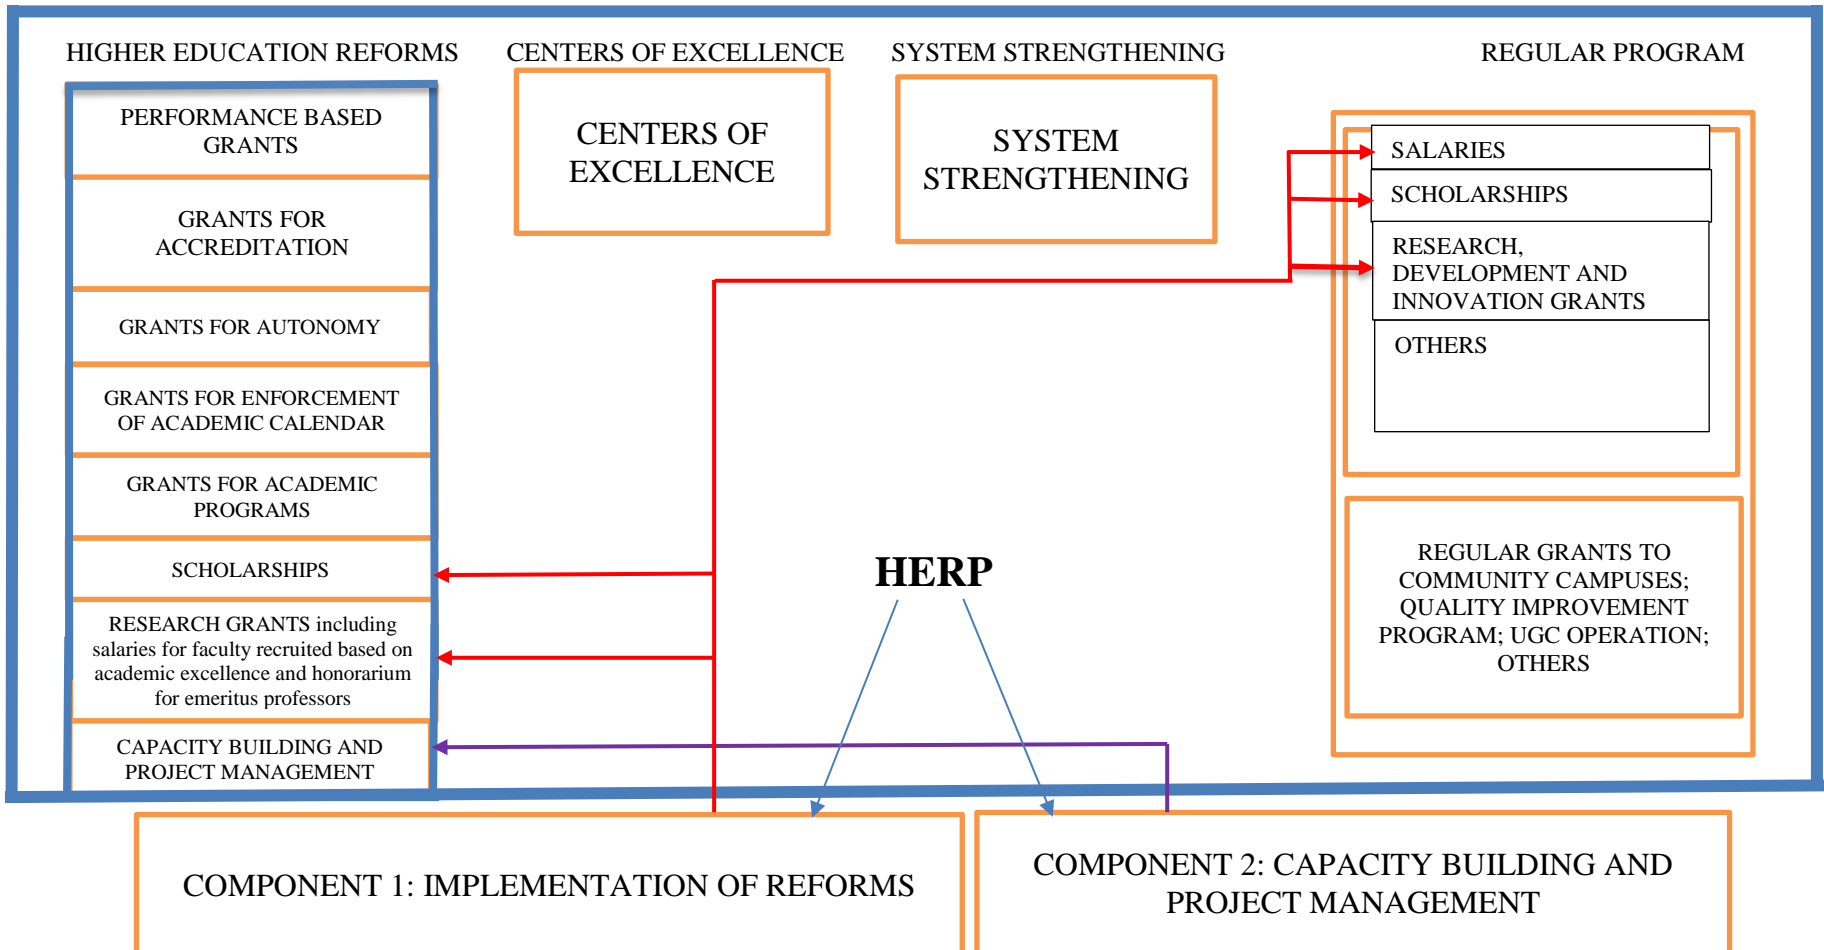 HIGHER EDUCATION REFORMS
CENTERS OF EXCELLENCE
SYSTEM STRENGTHENING
REGULAR PROGRAM
PERFORMANCE BASED
GRANTS
GRANTS FOR
ACCREDITATION
GRANTS FOR AUTONOMY
GRANTS FOR ENFORCEMENT
OF ACADEMIC CALENDAR
GRANTS FOR ACADEMIC
PROGRAMS
SCHOLARSHIPS
RESEARCH GRANTS including
salaries for faculty recruited based on
academic excellence and honorarium
for emeritus professors
CAPACITY BUILDING AND
PROJECT MANAGEMENT
CENTERS OF
EXCELLENCE
SYSTEM
STRENGTHENING
SALARIES
SCHOLARSHIPS
RESEARCH,
DEVELOPMENT AND
INNOVATION GRANTS
OTHERS
REGULAR GRANTS TO
COMMUNITY CAMPUSES;
QUALITY IMPROVEMENT
PROGRAM; UGC OPERATION;
OTHERS
HERP
COMPONENT 1: IMPLEMENTATION OF REFORMS
COMPONENT 2: CAPACITY BUILDING AND
PROJECT MANAGEMENT